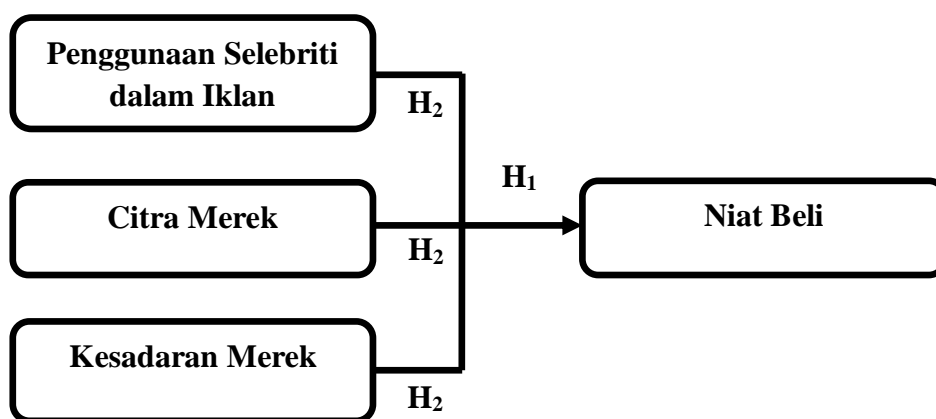 Penggunaan Selebriti
dalam Iklan
H₂
H₁
Citra Merek
Niat Beli
H₂
Kesadaran Merek
H₂